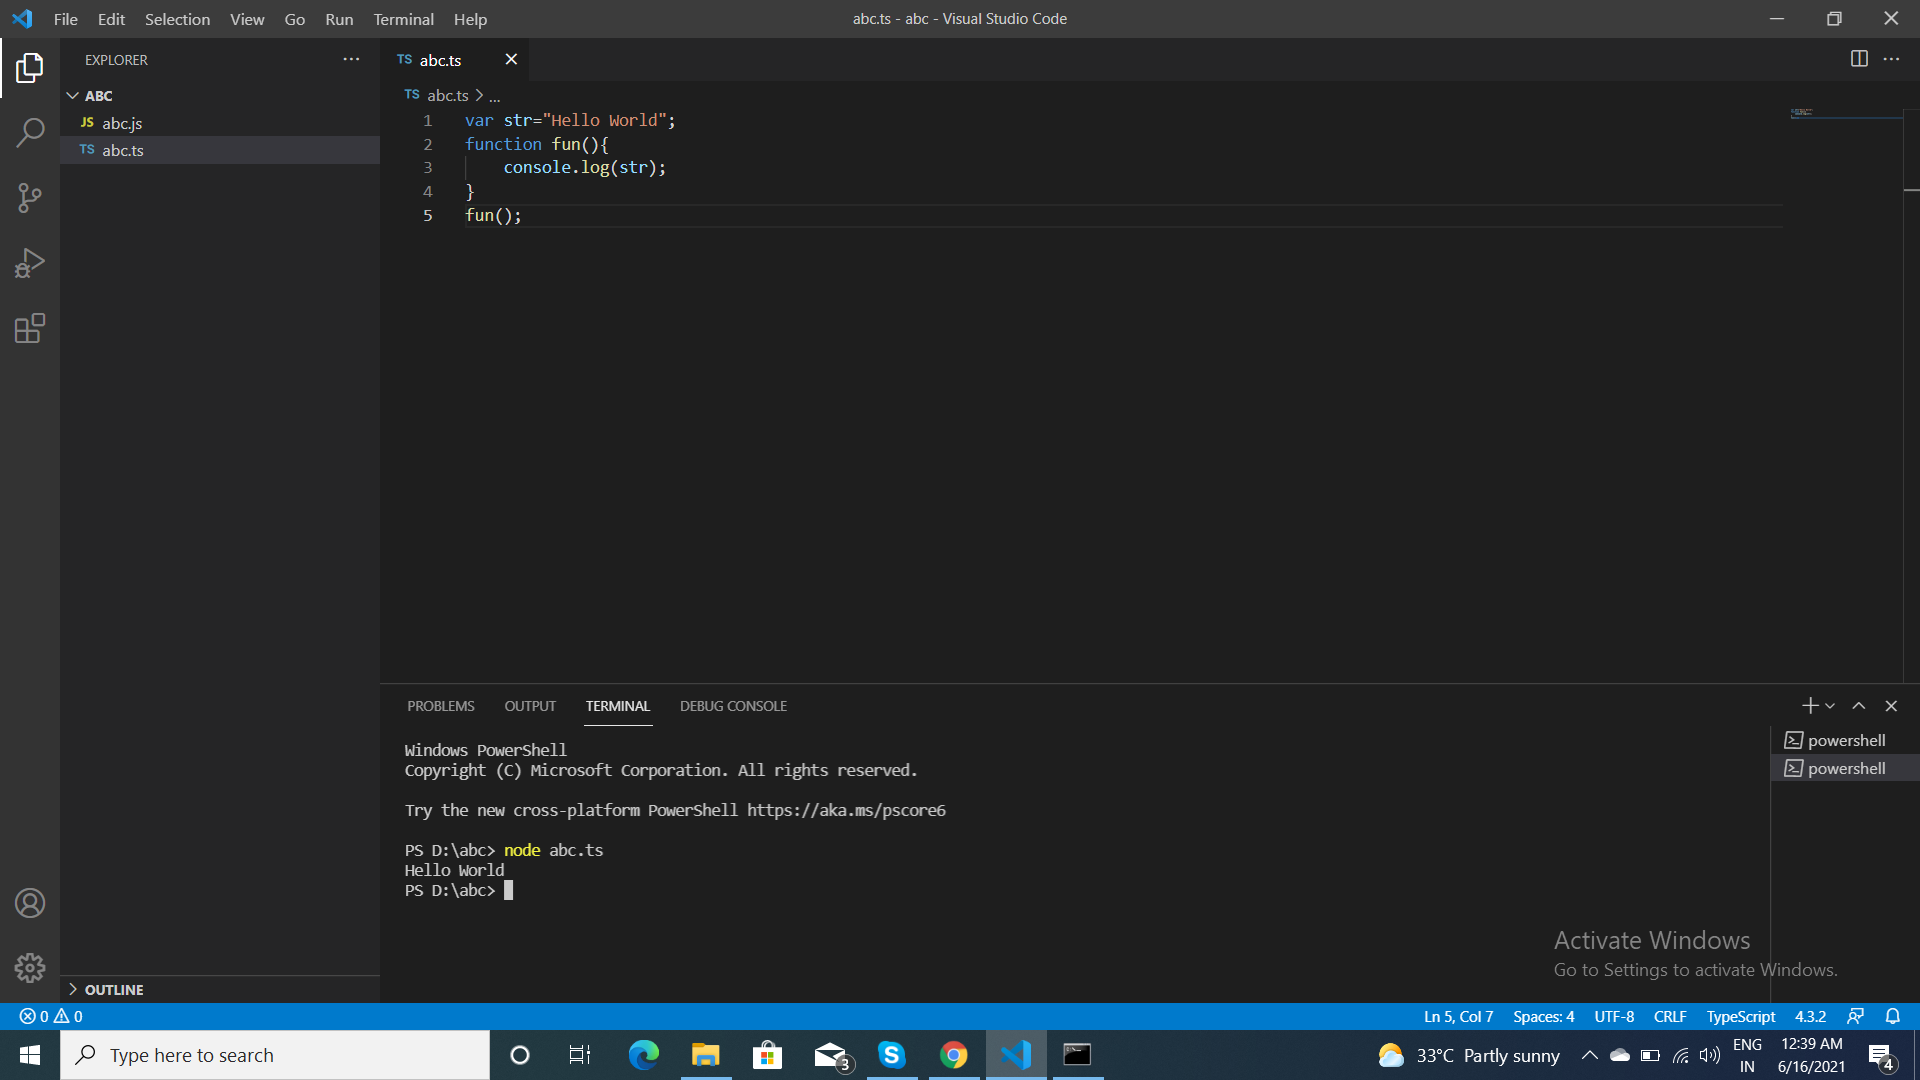 File Edit Selection View Go Run Terminal Help
abc.ts - abc - Visual Studio Code
EXPLORER
ABC
JS abc.js
TS abc.ts
OUTLINE
TS abc.ts
TS abc.ts > ...
1 var str="Hello World";
2 function fun(){
3 console.log(str);
4 }
5 fun();
PROBLEMS OUTPUT TERMINAL DEBUG CONSOLE
Windows PowerShell
Copyright (C) Microsoft Corporation. All rights reserved.
Try the new cross-platform PowerShell https://aka.ms/pscore6
PS D:\abc> node abc.ts
Hello World
PS D:\abc>
powershell
powershell
Activate Windows
Go to Settings to activate Windows.
0 0
Ln 5, Col 7 Spaces: 4 UTF-8 CRLF TypeScript 4.3.2
Type here to search
3
S
33°C Partly sunny
ENG
IN
12:39 AM
6/16/2021
4